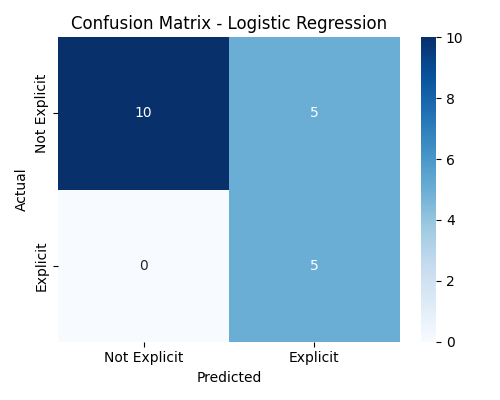 Confusion Matrix - Logistic Regression
Actual
Not Explicit
10
5
Explicit
0
5
Not Explicit
Explicit
Predicted
10
8
6
4
2
0